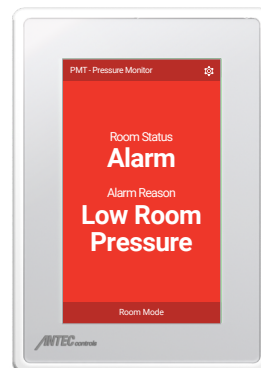 PMT - Pressure Monitor
Room Status
Alarm
Alarm Reason
Low Room
Pressure
Room Mode
ANTEC controls